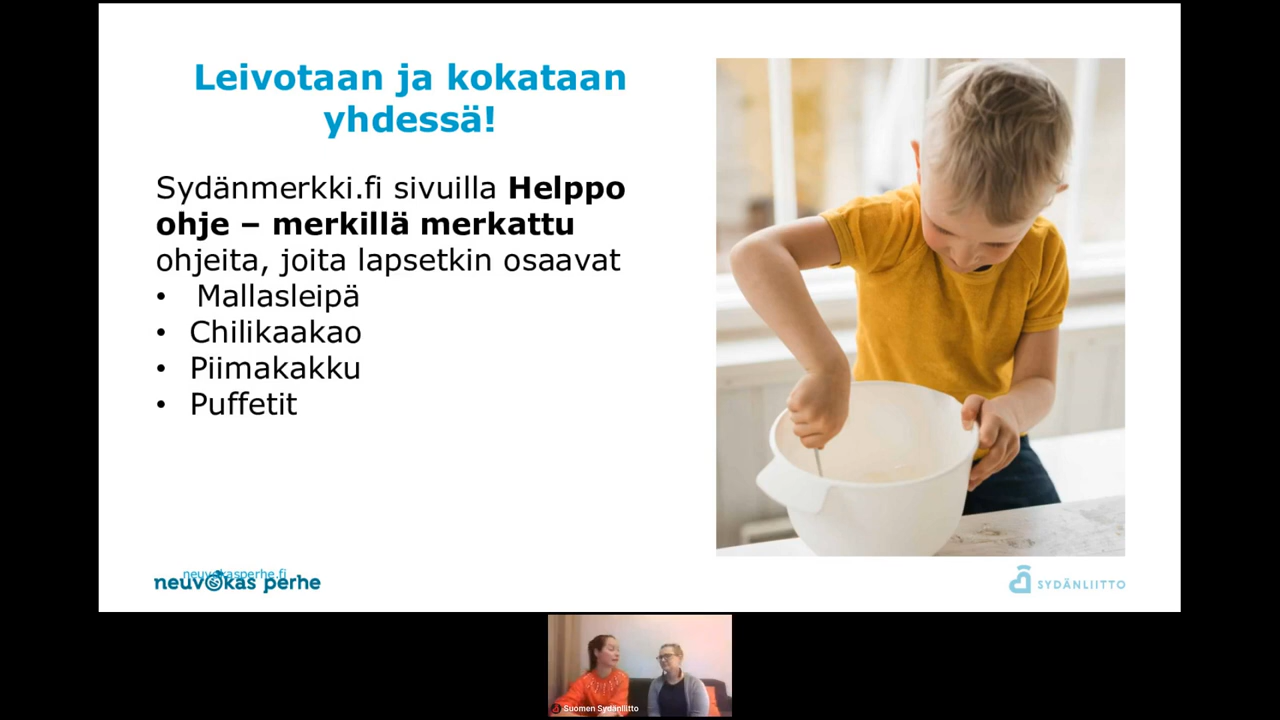 Leivotaan ja kokataan
yhdessä!
Sydänmerkki.fi sivuilla Helppo
ohje – merkillä merkattu
ohjeita, joita lapsetkin osaavat
• Mallasleipä
• Chilikaakao
• Piimakakku
• Puffetit
neuvokasperhe.fi
neuvokas perhe
SYDÄNLIITTO
Suomen Sydänliitto